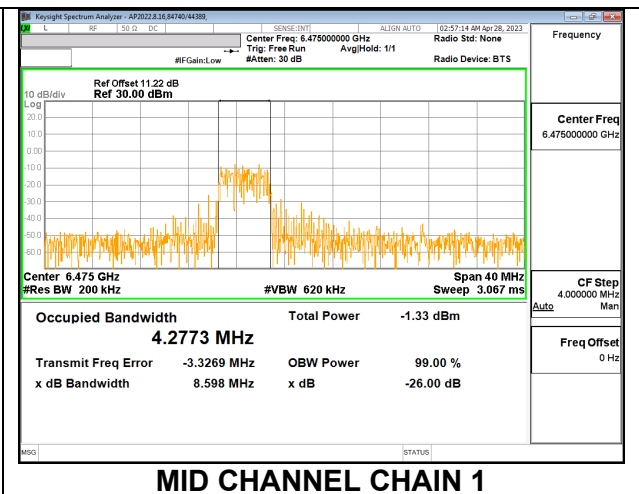 Keysight Spectrum Analyzer - AP2022.8.16,84740/44389,
L RF 50 Ω DC SENSE:INT ALIGN AUTO 02:57:14 AM Apr 28, 2023
Center Freq: 6.475000000 GHz Radio Std: None
Trig: Free Run Avg|Hold: 1/1
#IFGain:Low #Atten: 30 dB Radio Device: BTS
Ref Offset 11.22 dB
10 dB/div Ref 30.00 dBm
Log
20.0
10.0
0.00
-10.0
-20.0
-30.0
-40.0
-50.0
-60.0
Center 6.475 GHz Span 40 MHz
#Res BW 200 kHz #VBW 620 kHz Sweep 3.067 ms
Occupied Bandwidth Total Power -1.33 dBm
4.2773 MHz
Transmit Freq Error -3.3269 MHz OBW Power 99.00 %
x dB Bandwidth 8.598 MHz x dB -26.00 dB
MSG STATUS
Frequency
Center Freq
6.475000000 GHz
CF Step
4.000000 MHz
Auto Man
Freq Offset
0 Hz
MID CHANNEL CHAIN 1